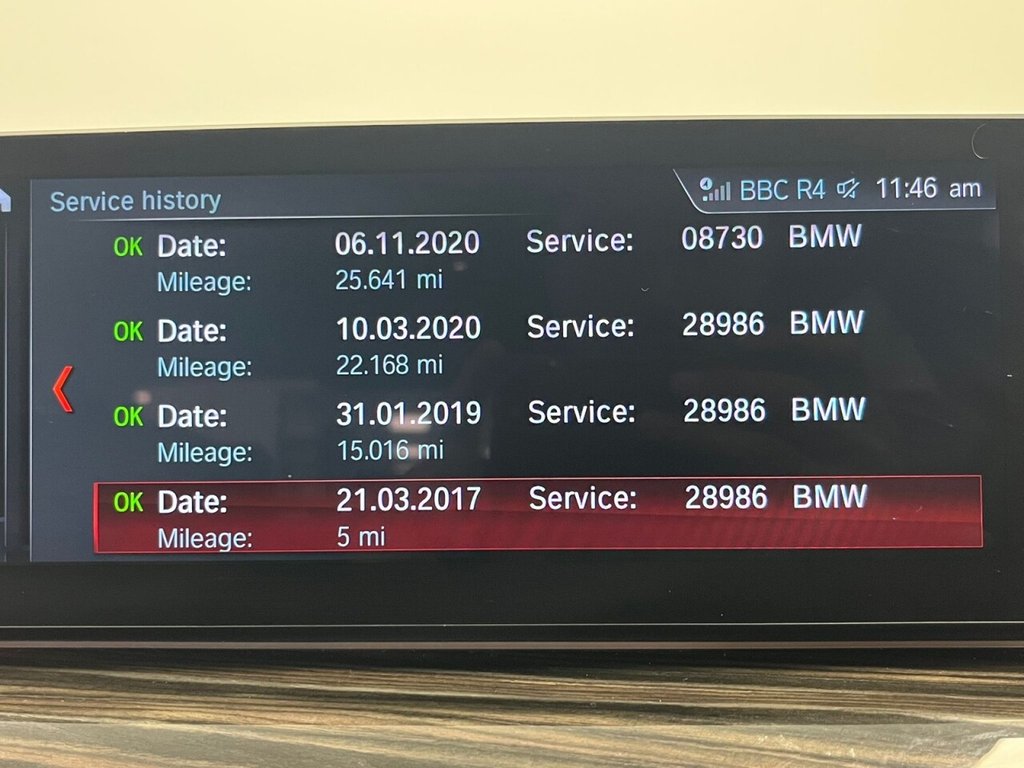 Service history BBC R4 11:46 am
OK Date: 06.11.2020 Service: 08730 BMW
Mileage: 25.641 mi
OK Date: 10.03.2020 Service: 28986 BMW
Mileage: 22.168 mi
OK Date: 31.01.2019 Service: 28986 BMW
Mileage: 15.016 mi
OK Date: 21.03.2017 Service: 28986 BMW
Mileage: 5 mi